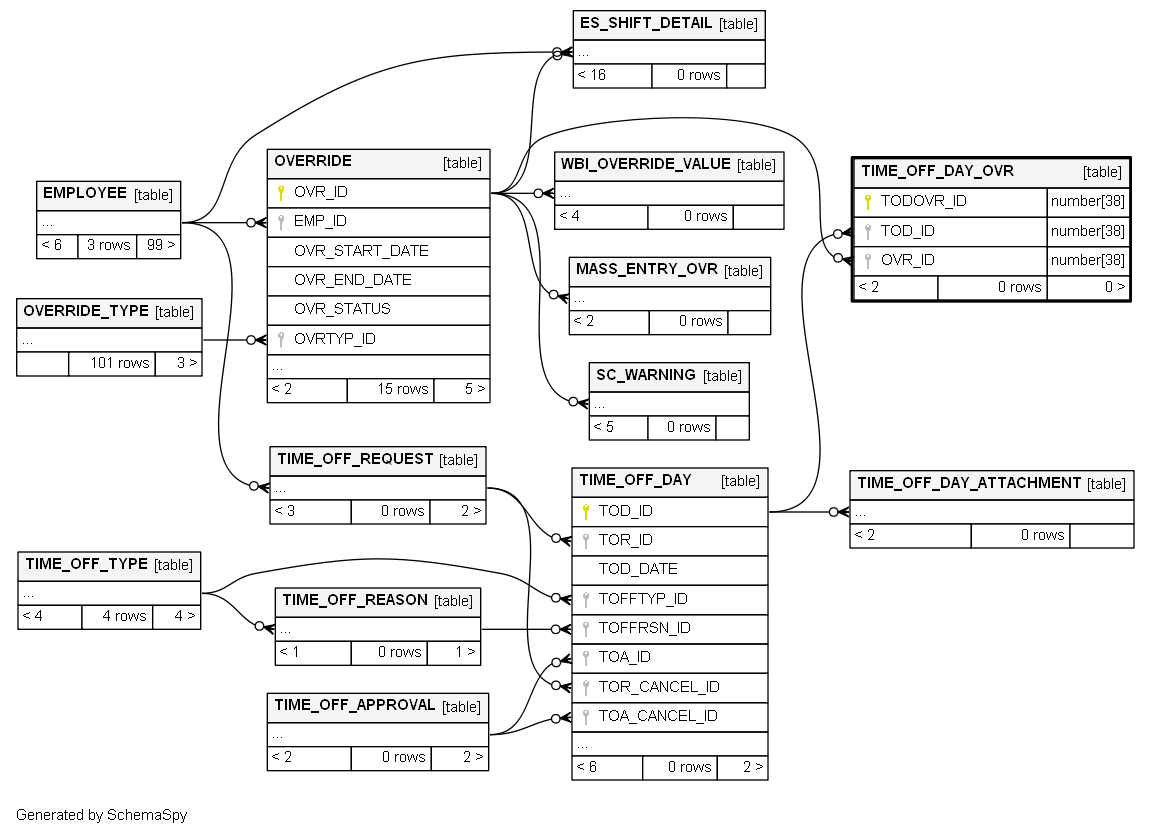 ES_SHIFT_DETAIL [table]
...
< 16 0 rows
EMPLOYEE [table]
...
< 6 3 rows 99 >
OVERRIDE [table]
OVR_ID
EMP_ID
OVR_START_DATE
OVR_END_DATE
OVR_STATUS
OVRTYP_ID
...
< 2 15 rows 5 >
WBI_OVERRIDE_VALUE [table]
...
< 4 0 rows
TIME_OFF_DAY_OVR [table]
TODOVR_ID number[38]
TOD_ID number[38]
OVR_ID number[38]
< 2 0 rows 0 >
OVERRIDE_TYPE [table]
...
101 rows 3 >
MASS_ENTRY_OVR [table]
...
< 2 0 rows
SC_WARNING [table]
...
< 5 0 rows
TIME_OFF_REQUEST [table]
...
< 3 0 rows 2 >
TIME_OFF_DAY [table]
TOD_ID
TOR_ID
TOD_DATE
TOFFTYP_ID
TOFFRSN_ID
TOA_ID
TOR_CANCEL_ID
TOA_CANCEL_ID
...
< 6 0 rows 2 >
TIME_OFF_DAY_ATTACHMENT [table]
...
< 2 0 rows
TIME_OFF_TYPE [table]
...
< 4 4 rows 4 >
TIME_OFF_REASON [table]
...
< 1 0 rows 1 >
TIME_OFF_APPROVAL [table]
...
< 2 0 rows 2 >
Generated by SchemaSpy